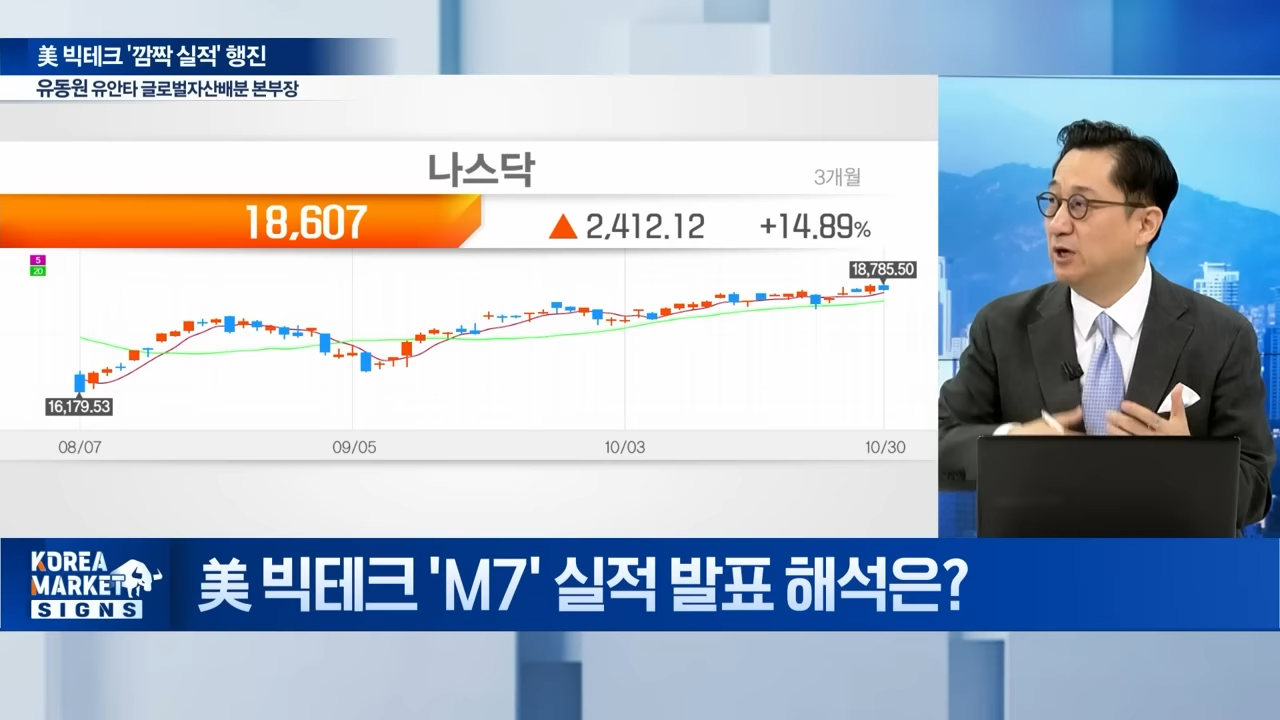 美 빅테크 '깜짝 실적' 행진
유동원 유안타 글로벌자산배분 본부장
나스닥
3개월
18,607 ▲ 2,412.12 +14.89%
5
20
18,785.50
16,179.53
08/07 09/05 10/03 10/30
KOREA
MARKET
SIGNS
美 빅테크 'M7' 실적 발표 해석은?